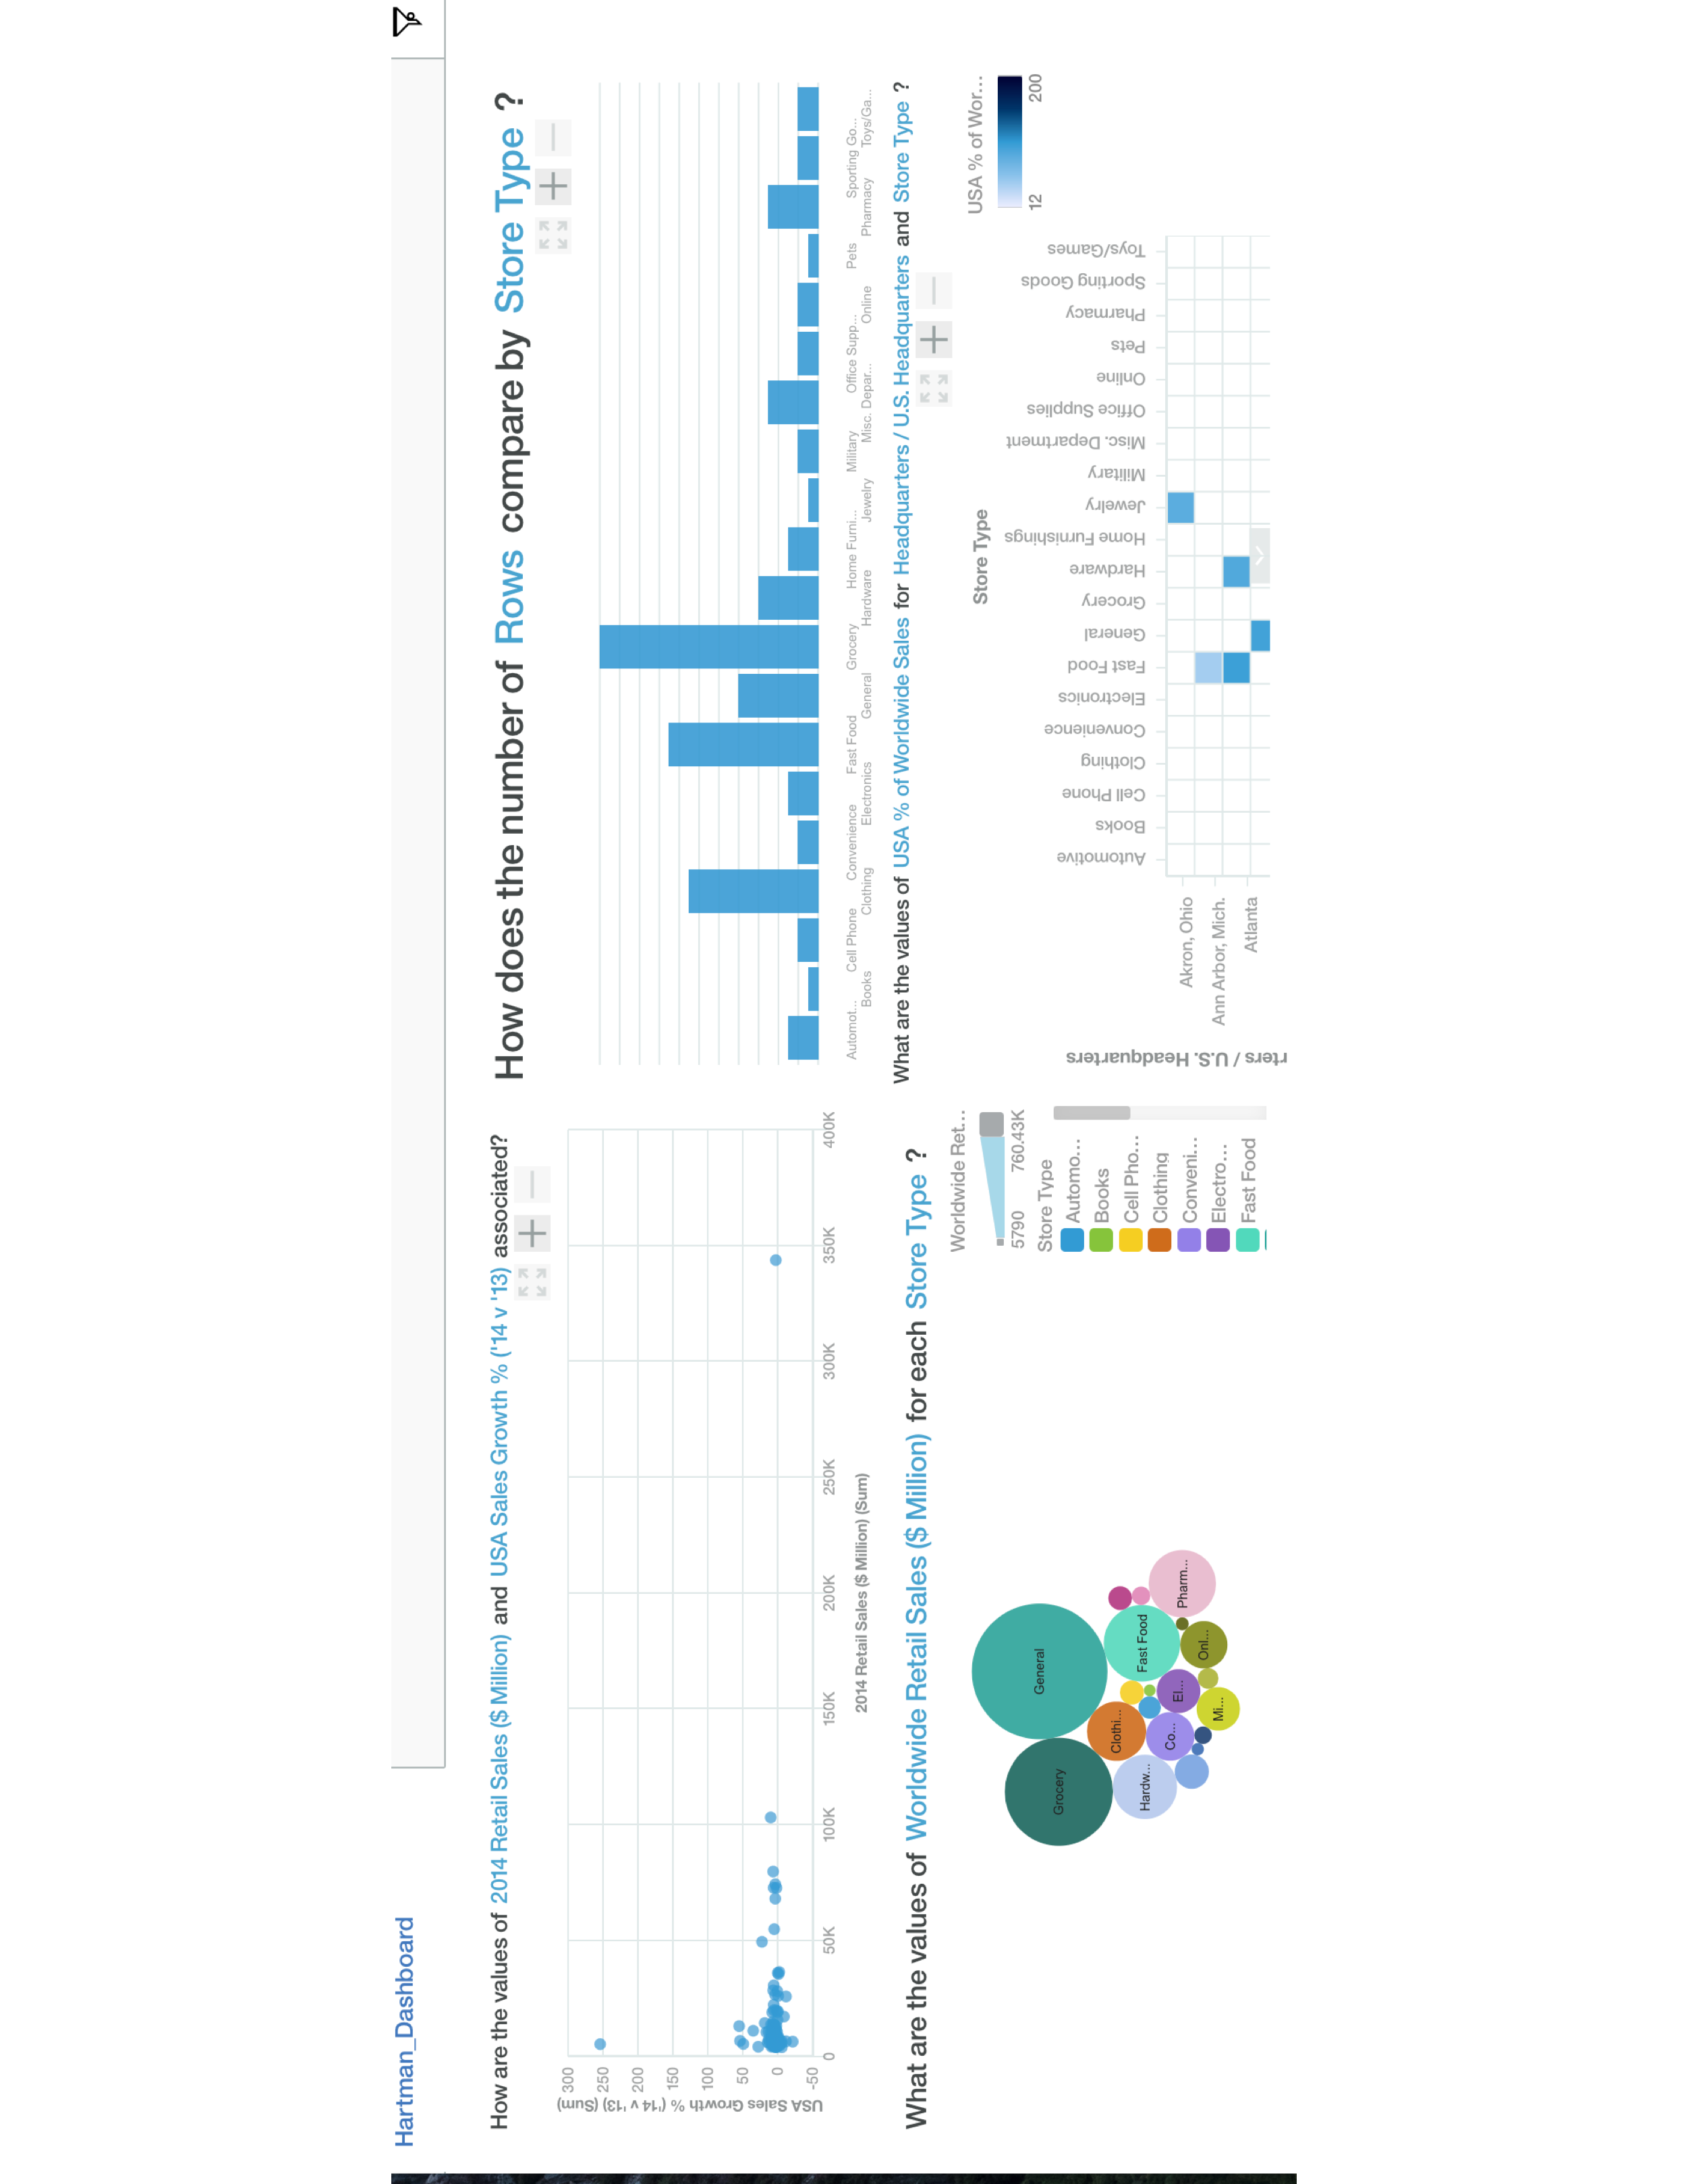 Hartman_Dashboard
How are the values of 2014 Retail Sales ($ Million) and USA Sales Growth % ('14 v '13) associated?
USA Sales Growth % ('14 v '13) (Sum)
300
250
200
150
100
50
0
-50
0
50K
100K
150K
200K
250K
300K
350K
400K
2014 Retail Sales ($ Million) (Sum)
How does the number of Rows compare by Store Type ?
Automot...
Cell Phone
Convenience
Fast Food
Grocery
Home Furni...
Military
Office Supp...
Pets
Sporting Go...
Books
Clothing
Electronics
General
Hardware
Jewelry
Misc. Depar...
Online
Pharmacy
Toys/Ga...
What are the values of Worldwide Retail Sales ($ Million) for each Store Type ?
General
Grocery
Fast Food
Clothi...
Hardw...
Co...
El...
Pharm...
Onl...
Mi...
Worldwide Ret...
5790
760.43K
Store Type
Automo...
Books
Cell Pho...
Clothing
Conveni...
Electro...
Fast Food
What are the values of USA % of Worldwide Sales for Headquarters / U.S. Headquarters and Store Type ?
USA % of Wor...
12
200
Store Type
Automotive
Books
Cell Phone
Clothing
Convenience
Electronics
Fast Food
General
Grocery
Hardware
Home Furnishings
Jewelry
Military
Misc. Department
Office Supplies
Online
Pets
Pharmacy
Sporting Goods
Toys/Games
rters / U.S. Headquarters
Akron, Ohio
Ann Arbor, Mich.
Atlanta